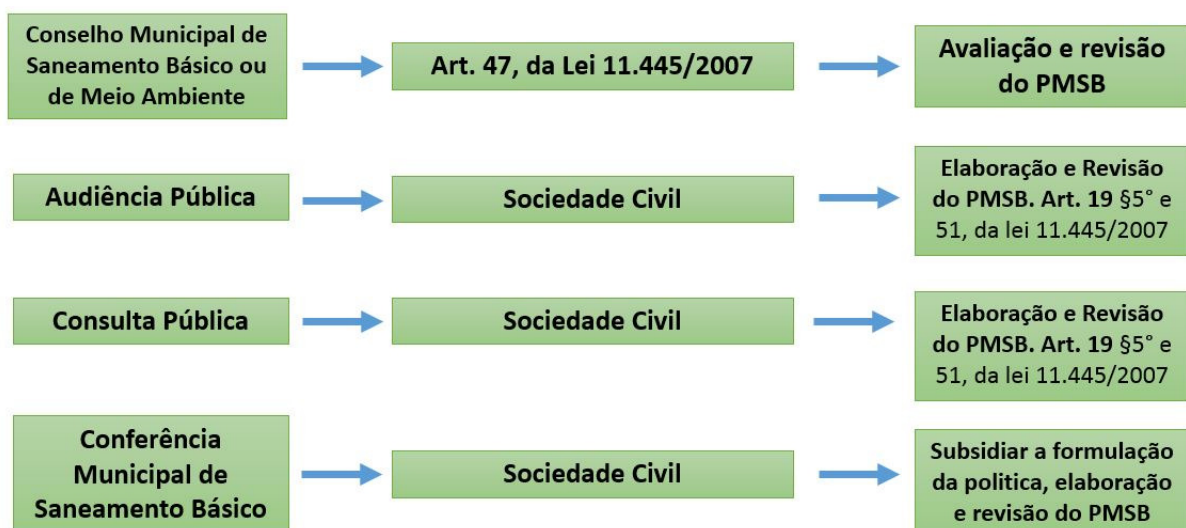 Conselho Municipal de
Saneamento Básico ou
de Meio Ambiente
Art. 47, da Lei 11.445/2007
Avaliação e revisão
do PMSB
Audiência Pública
Sociedade Civil
Elaboração e Revisão
do PMSB. Art. 19 §5° e
51, da lei 11.445/2007
Consulta Pública
Sociedade Civil
Elaboração e Revisão
do PMSB. Art. 19 §5° e
51, da lei 11.445/2007
Conferência
Municipal de
Saneamento Básico
Sociedade Civil
Subsidiar a formulação
da politica, elaboração
e revisão do PMSB